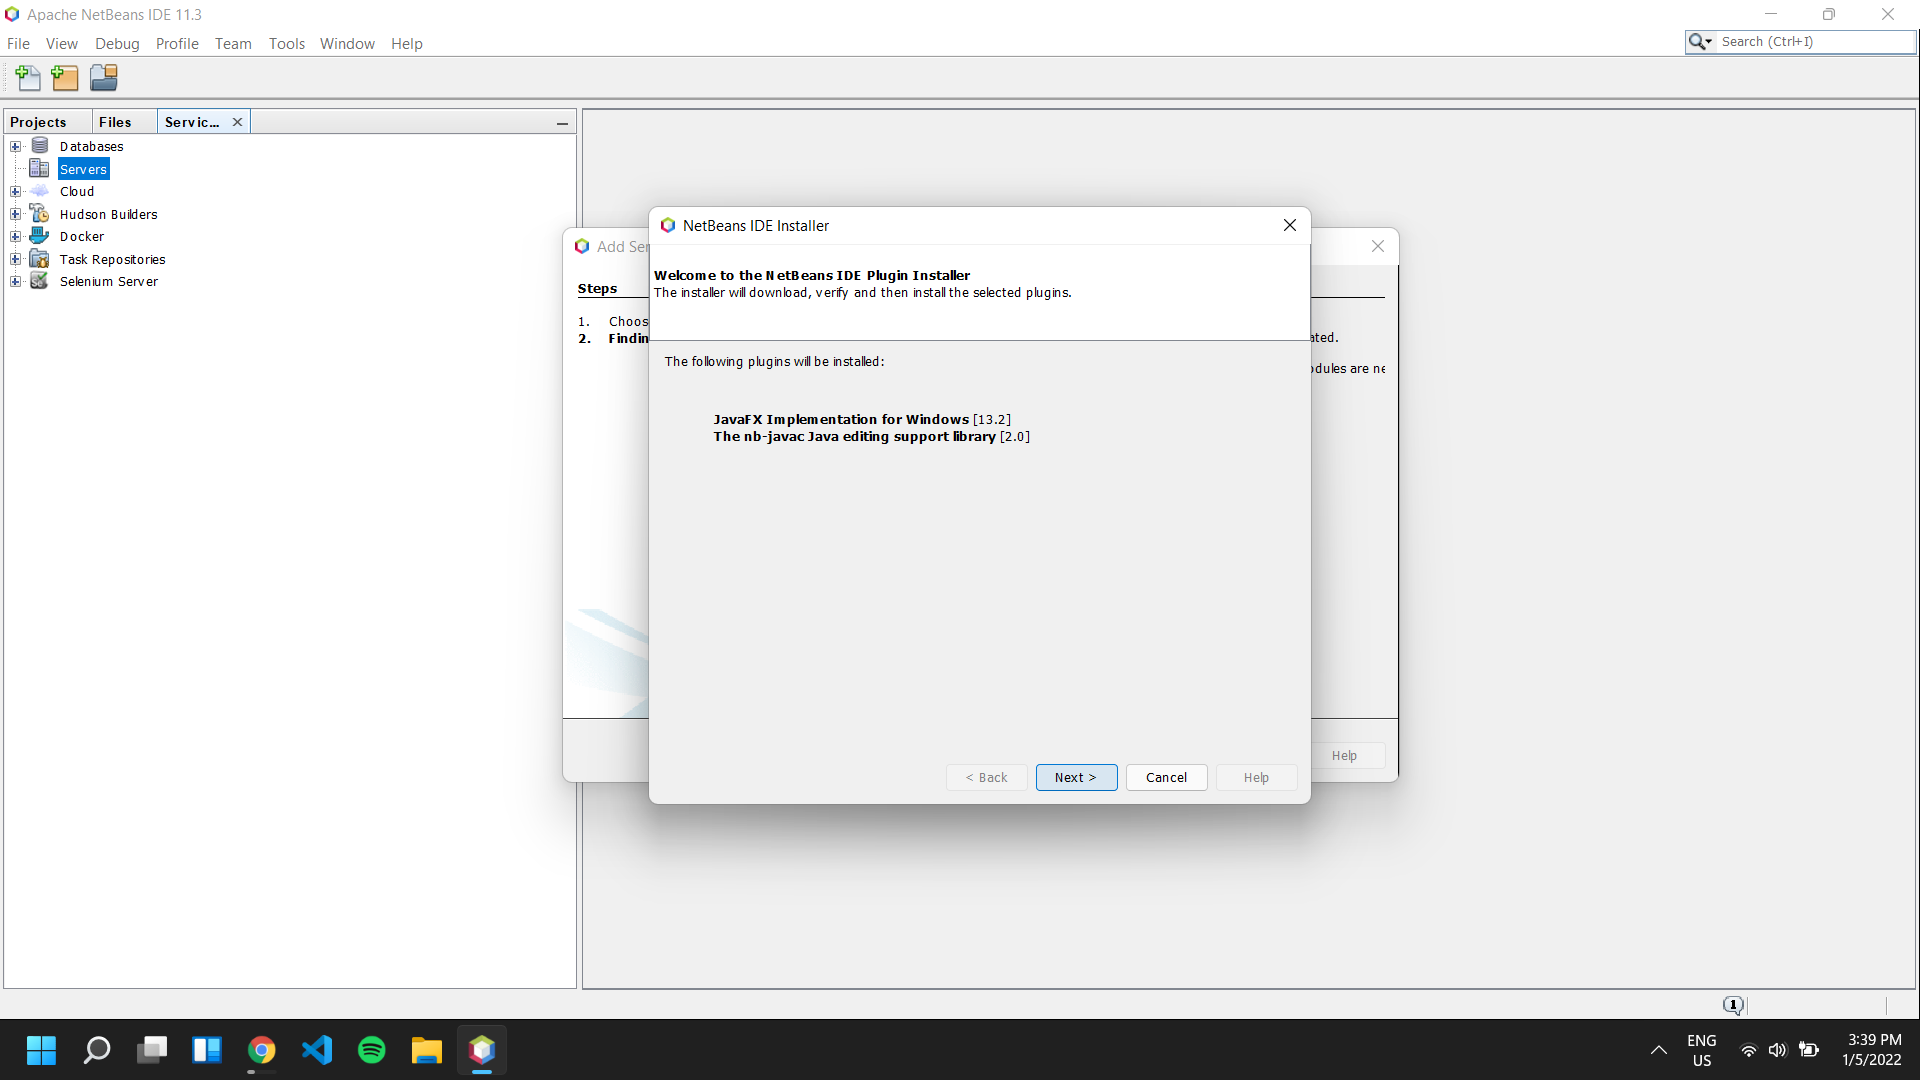 Apache NetBeans IDE 11.3
File View Debug Profile Team Tools Window Help
Search (Ctrl+I)
Projects Files Servic...
Databases
Servers
Cloud
Hudson Builders
Docker
Task Repositories
Selenium Server
Add Ser
Steps
1. Choos
2. Findin
ated.
dules are ne
Help
NetBeans IDE Installer
Welcome to the NetBeans IDE Plugin Installer
The installer will download, verify and then install the selected plugins.
The following plugins will be installed:
JavaFX Implementation for Windows [13.2]
The nb-javac Java editing support library [2.0]
< Back Next > Cancel Help
1
ENG
US
3:39 PM
1/5/2022